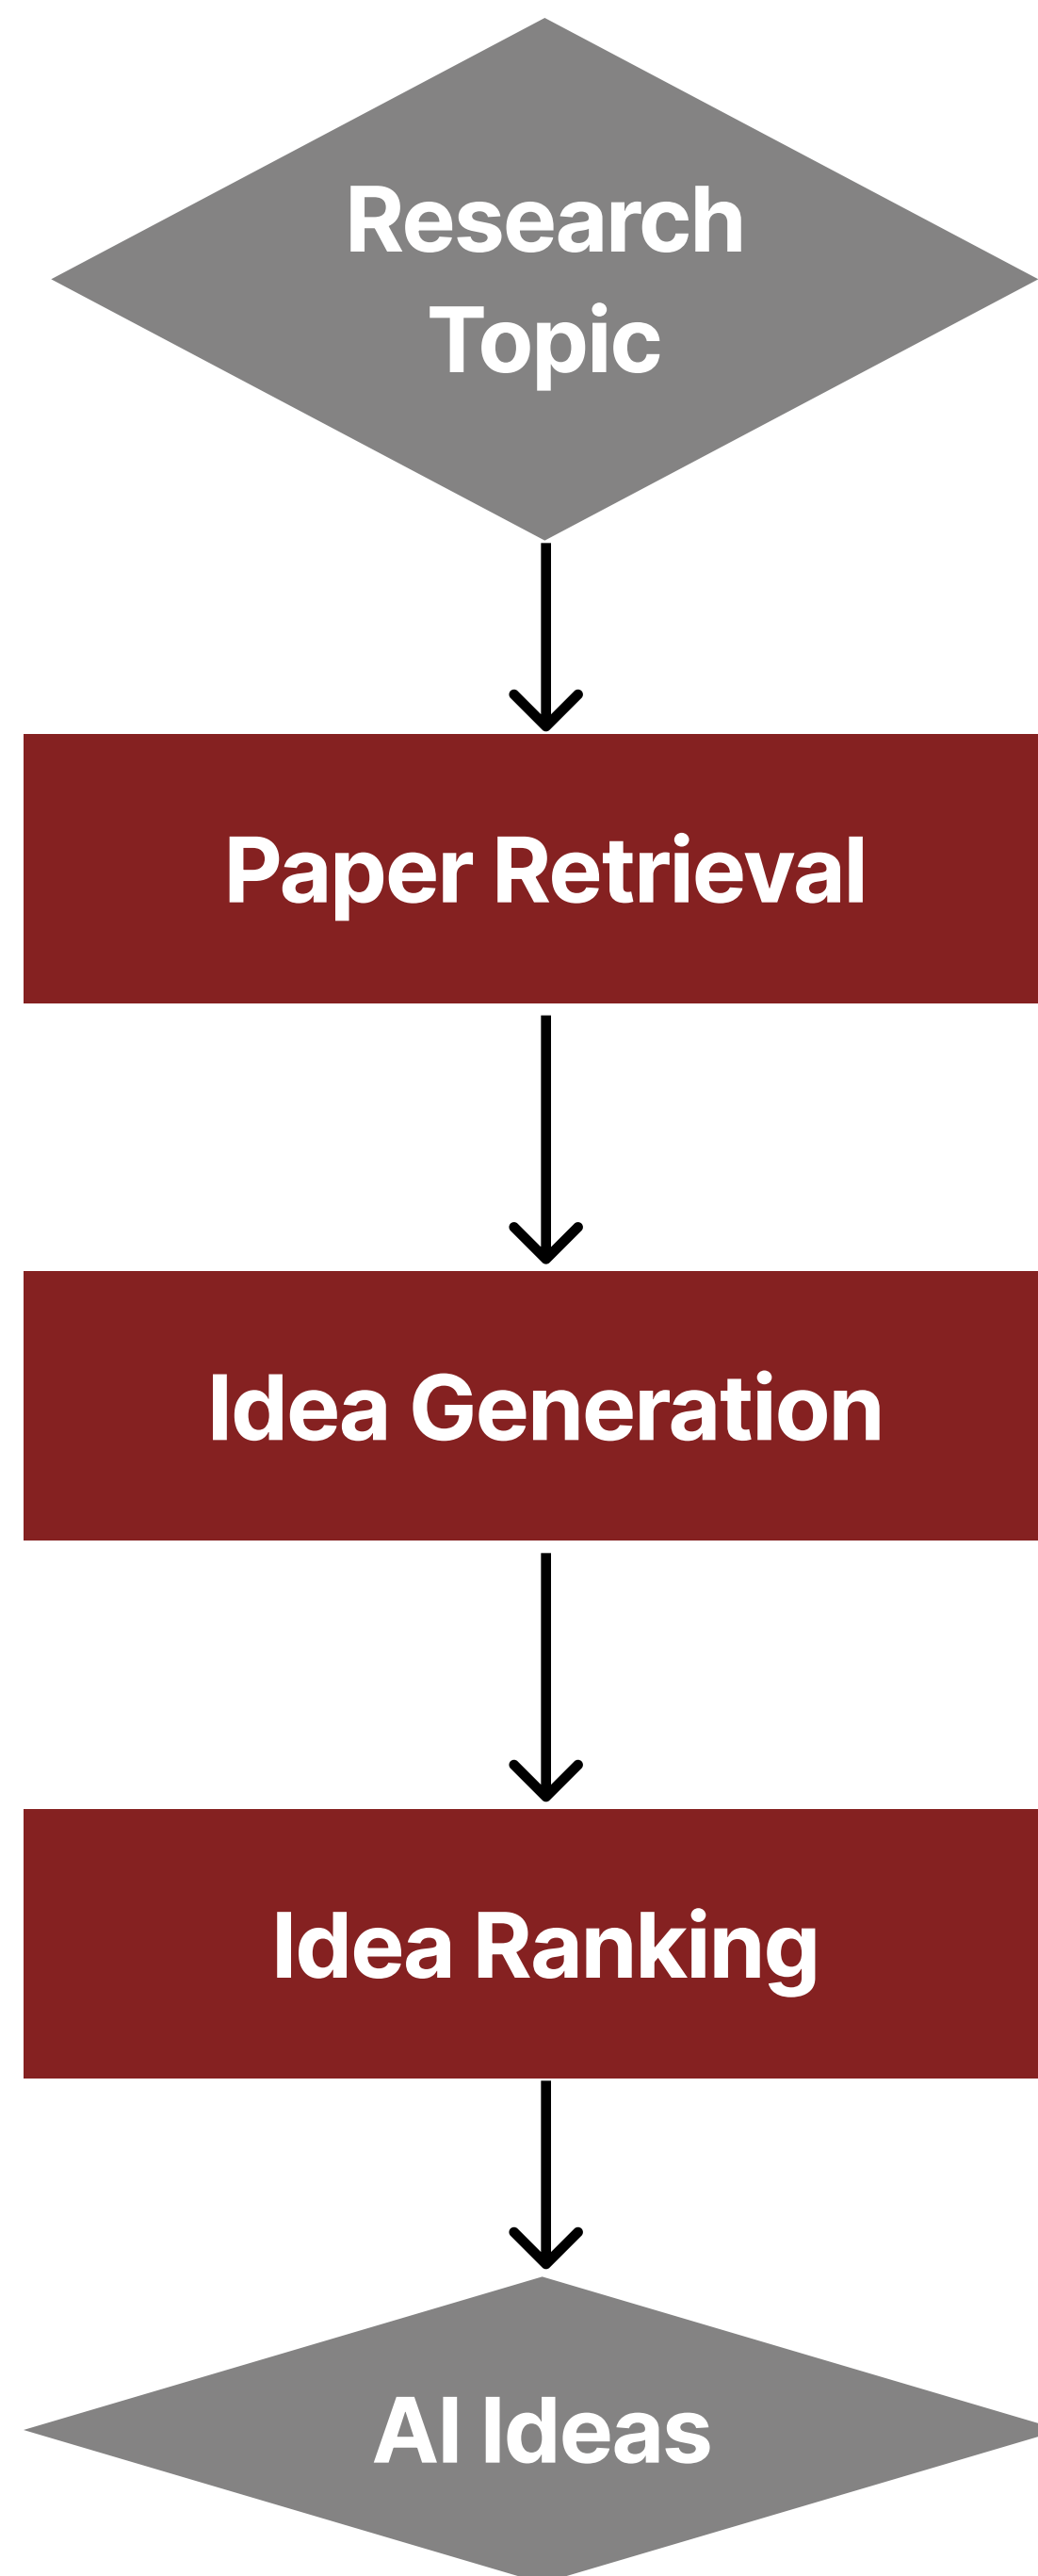 Research
Topic
Paper Retrieval
Idea Generation
Idea Ranking
AI Ideas